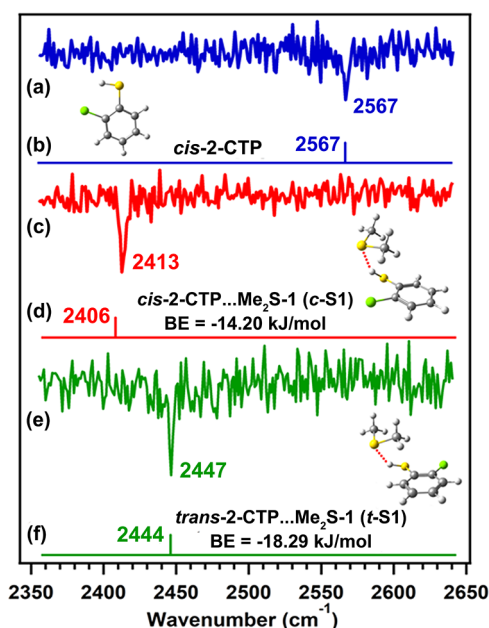 (a)
2567
(b)
cis-2-CTP
2567
(c)
2413
(d)
2406
cis-2-CTP...Me₂S-1 (c-S1)
BE = -14.20 kJ/mol
(e)
2447
(f)
2444
trans-2-CTP...Me₂S-1 (t-S1)
BE = -18.29 kJ/mol
2350 2400 2450 2500 2550 2600 2650
Wavenumber (cm⁻¹)